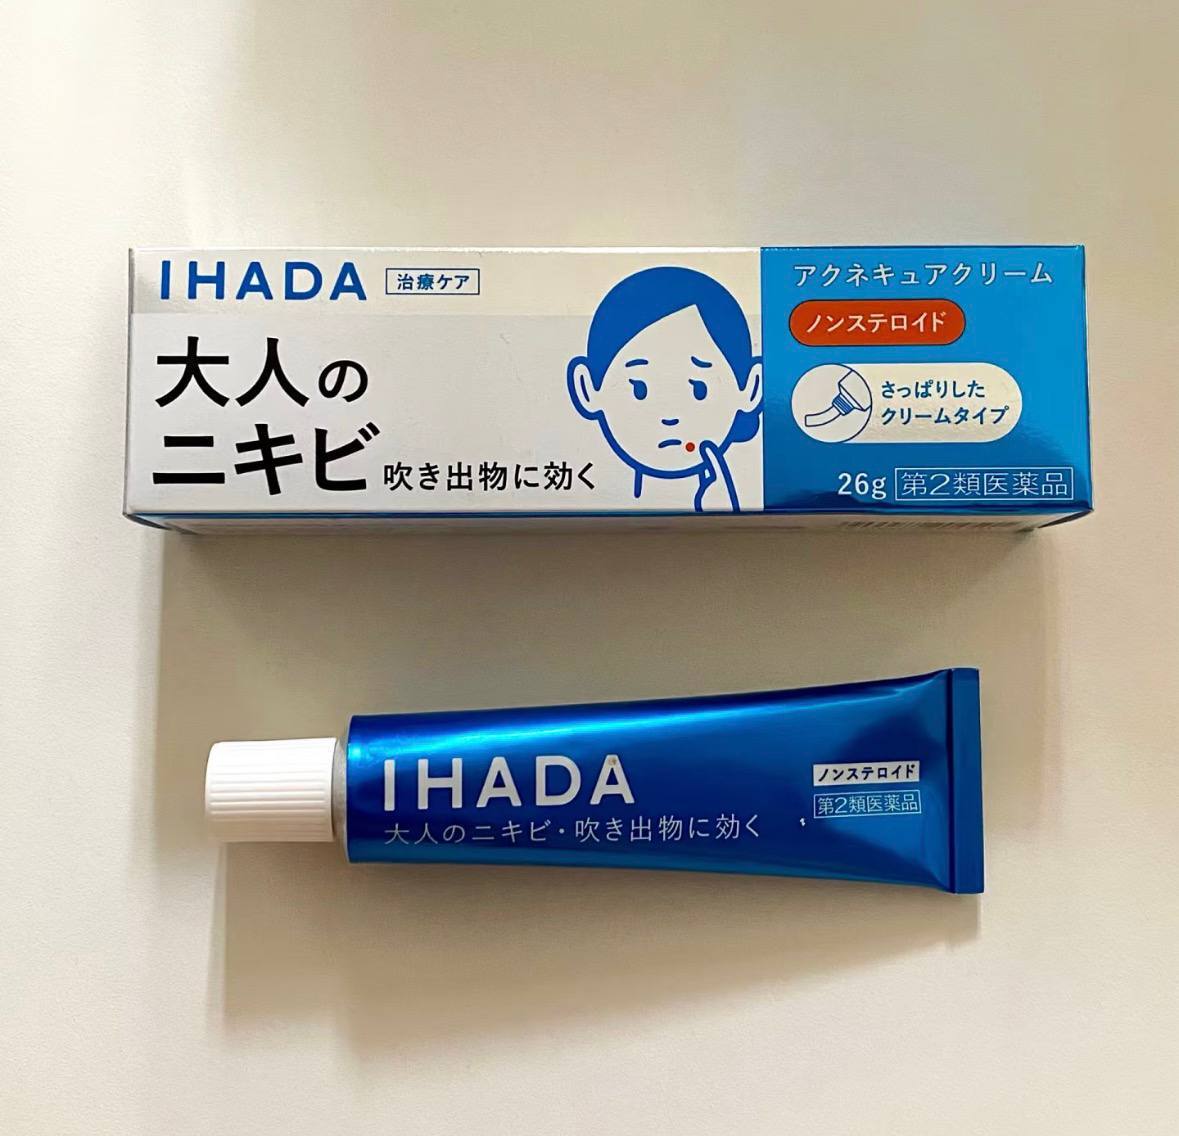 IHADA 治療ケア
大人の
ニキビ 吹き出物に効く
アクネキュアクリーム
ノンステロイド
さっぱりした
クリームタイプ
26g 第2類医薬品
IHADA
大人のニキビ・吹き出物に効く
ノンステロイド
第2類医薬品